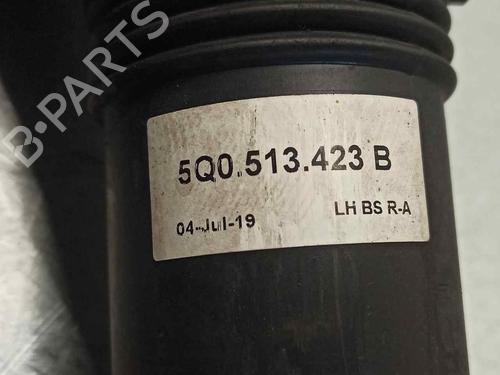 B-PARTS
5Q0.513.423 B
04-Jul-19 LH BS R-A